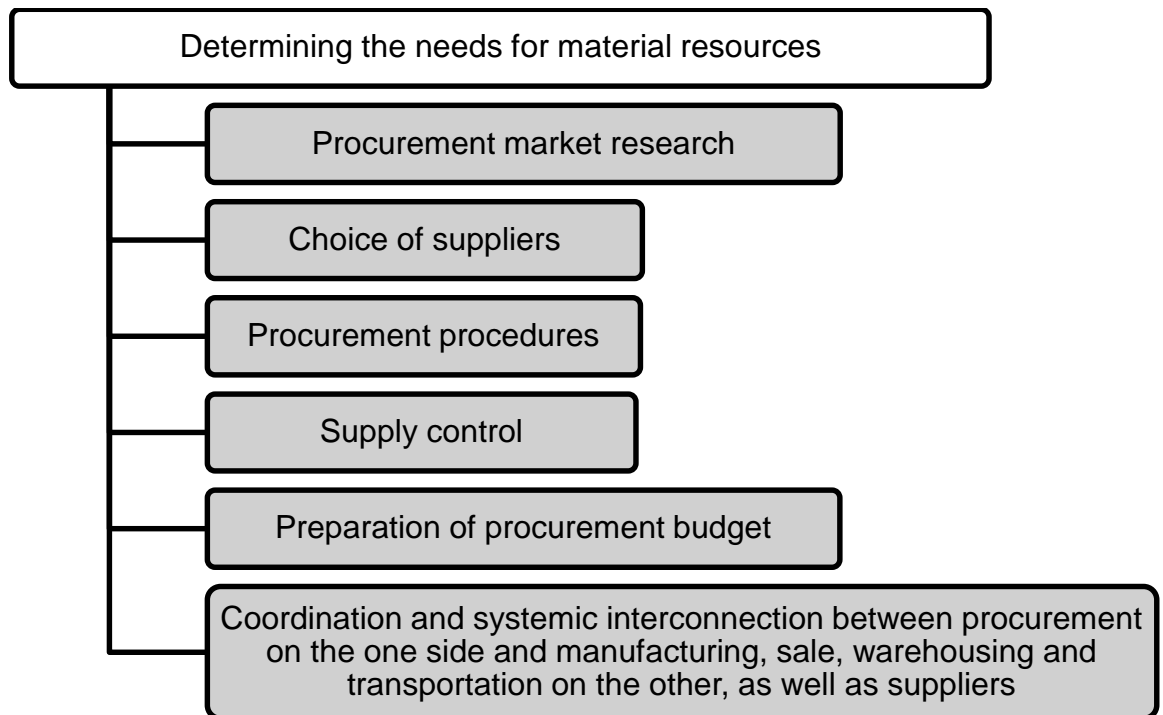 Determining the needs for material resources
Procurement market research
Choice of suppliers
Procurement procedures
Supply control
Preparation of procurement budget
Coordination and systemic interconnection between procurement
on the one side and manufacturing, sale, warehousing and
transportation on the other, as well as suppliers